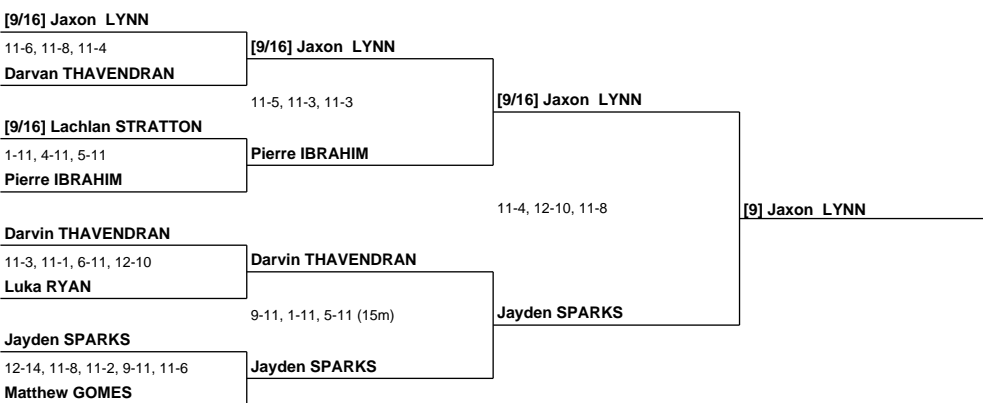 [9/16] Jaxon LYNN
11-6, 11-8, 11-4
Darvan THAVENDRAN
[9/16] Lachlan STRATTON
1-11, 4-11, 5-11
Pierre IBRAHIM
Darvin THAVENDRAN
11-3, 11-1, 6-11, 12-10
Luka RYAN
Jayden SPARKS
12-14, 11-8, 11-2, 9-11, 11-6
Matthew GOMES
[9/16] Jaxon LYNN
11-5, 11-3, 11-3
Pierre IBRAHIM
Darvin THAVENDRAN
9-11, 1-11, 5-11 (15m)
Jayden SPARKS
[9/16] Jaxon LYNN
11-4, 12-10, 11-8
Jayden SPARKS
[9] Jaxon LYNN